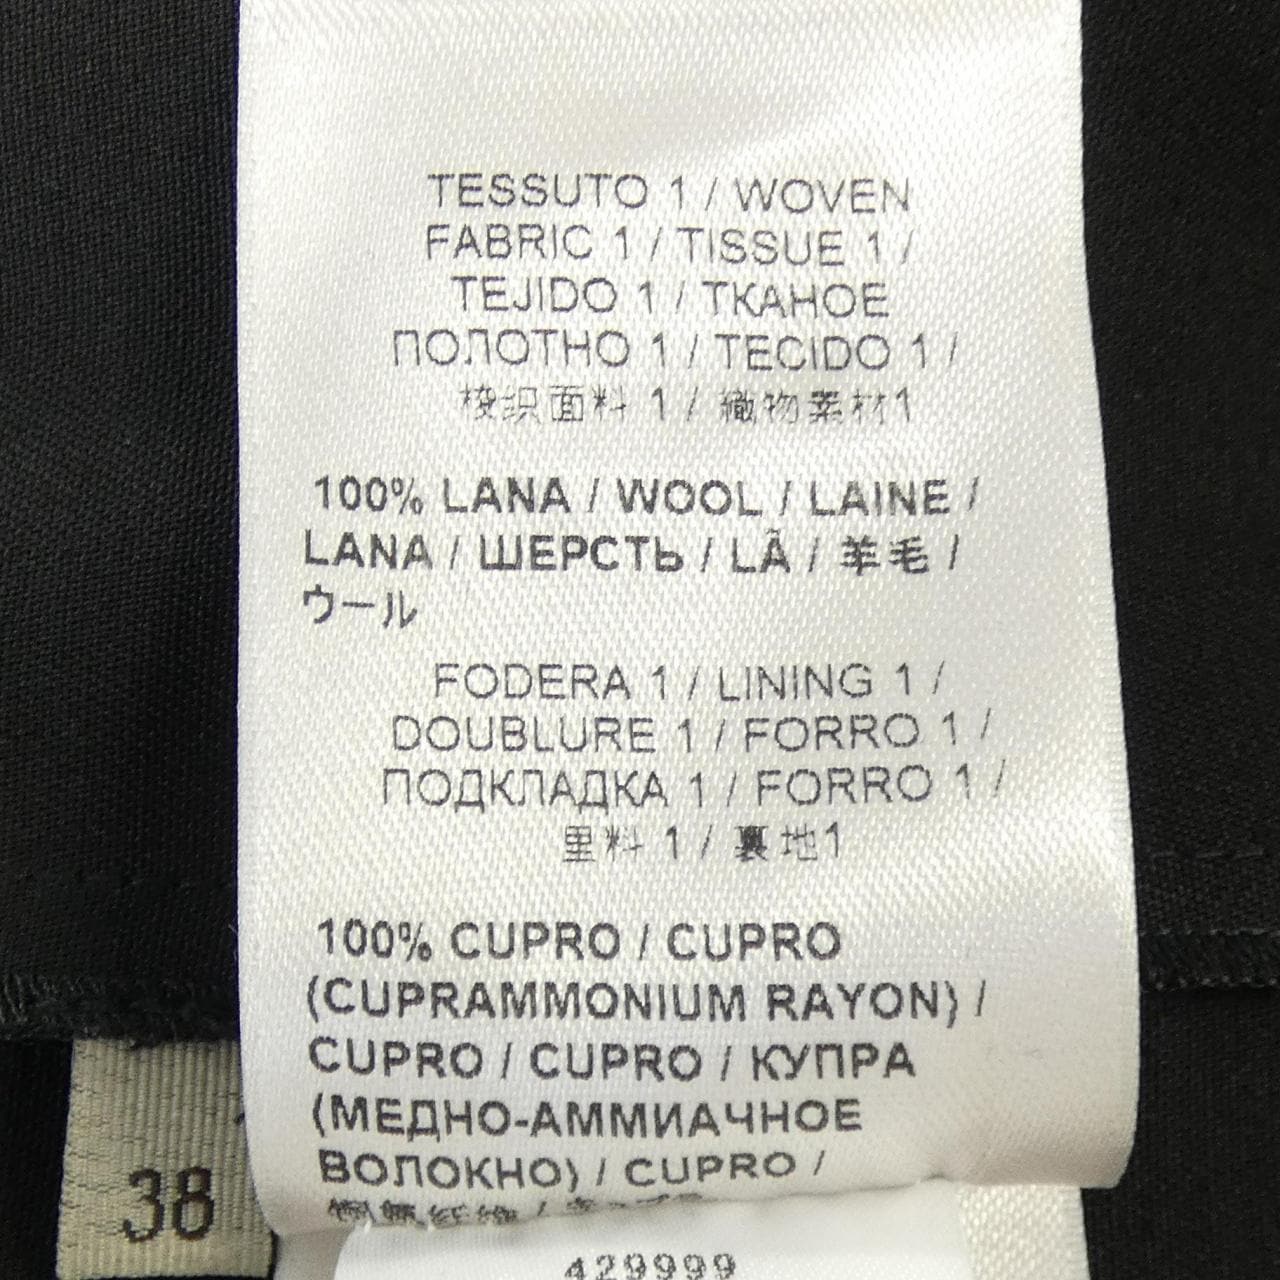 TESSUTO 1 / WOVEN
FABRIC 1 / TISSUE 1 /
TEJIDO 1 / ТКАНОЕ
ПОЛОТНО 1 / TECIDO 1 /
梭织面料 1 / 織物素材1
100% LANA / WOOL / LAINE /
LANA / ШЕРСТЬ / LÃ / 羊毛 /
ウール
FODERA 1 / LINING 1 /
DOUBLURE 1 / FORRO 1 /
ПОДКЛАДКА 1 / FORRO 1 /
里料 1 / 裏地1
100% CUPRO / CUPRO
(CUPRAMMONIUM RAYON) /
CUPRO / CUPRO / КУПРА
(МЕДНО-АММИАЧНОЕ
ВОЛОКНО) / CUPRO /
38
429999